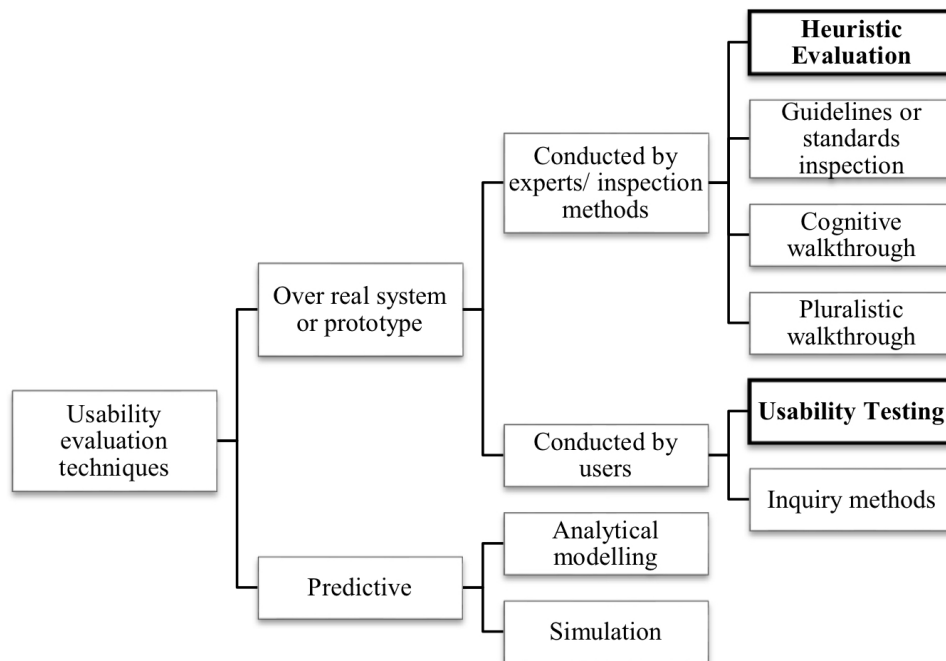 Heuristic
Evaluation
Guidelines or
standards
inspection
Conducted by
experts/ inspection
methods
Cognitive
walkthrough
Over real system
or prototype
Pluralistic
walkthrough
Usability
evaluation
techniques
Usability Testing
Conducted by
users
Inquiry methods
Analytical
modelling
Predictive
Simulation